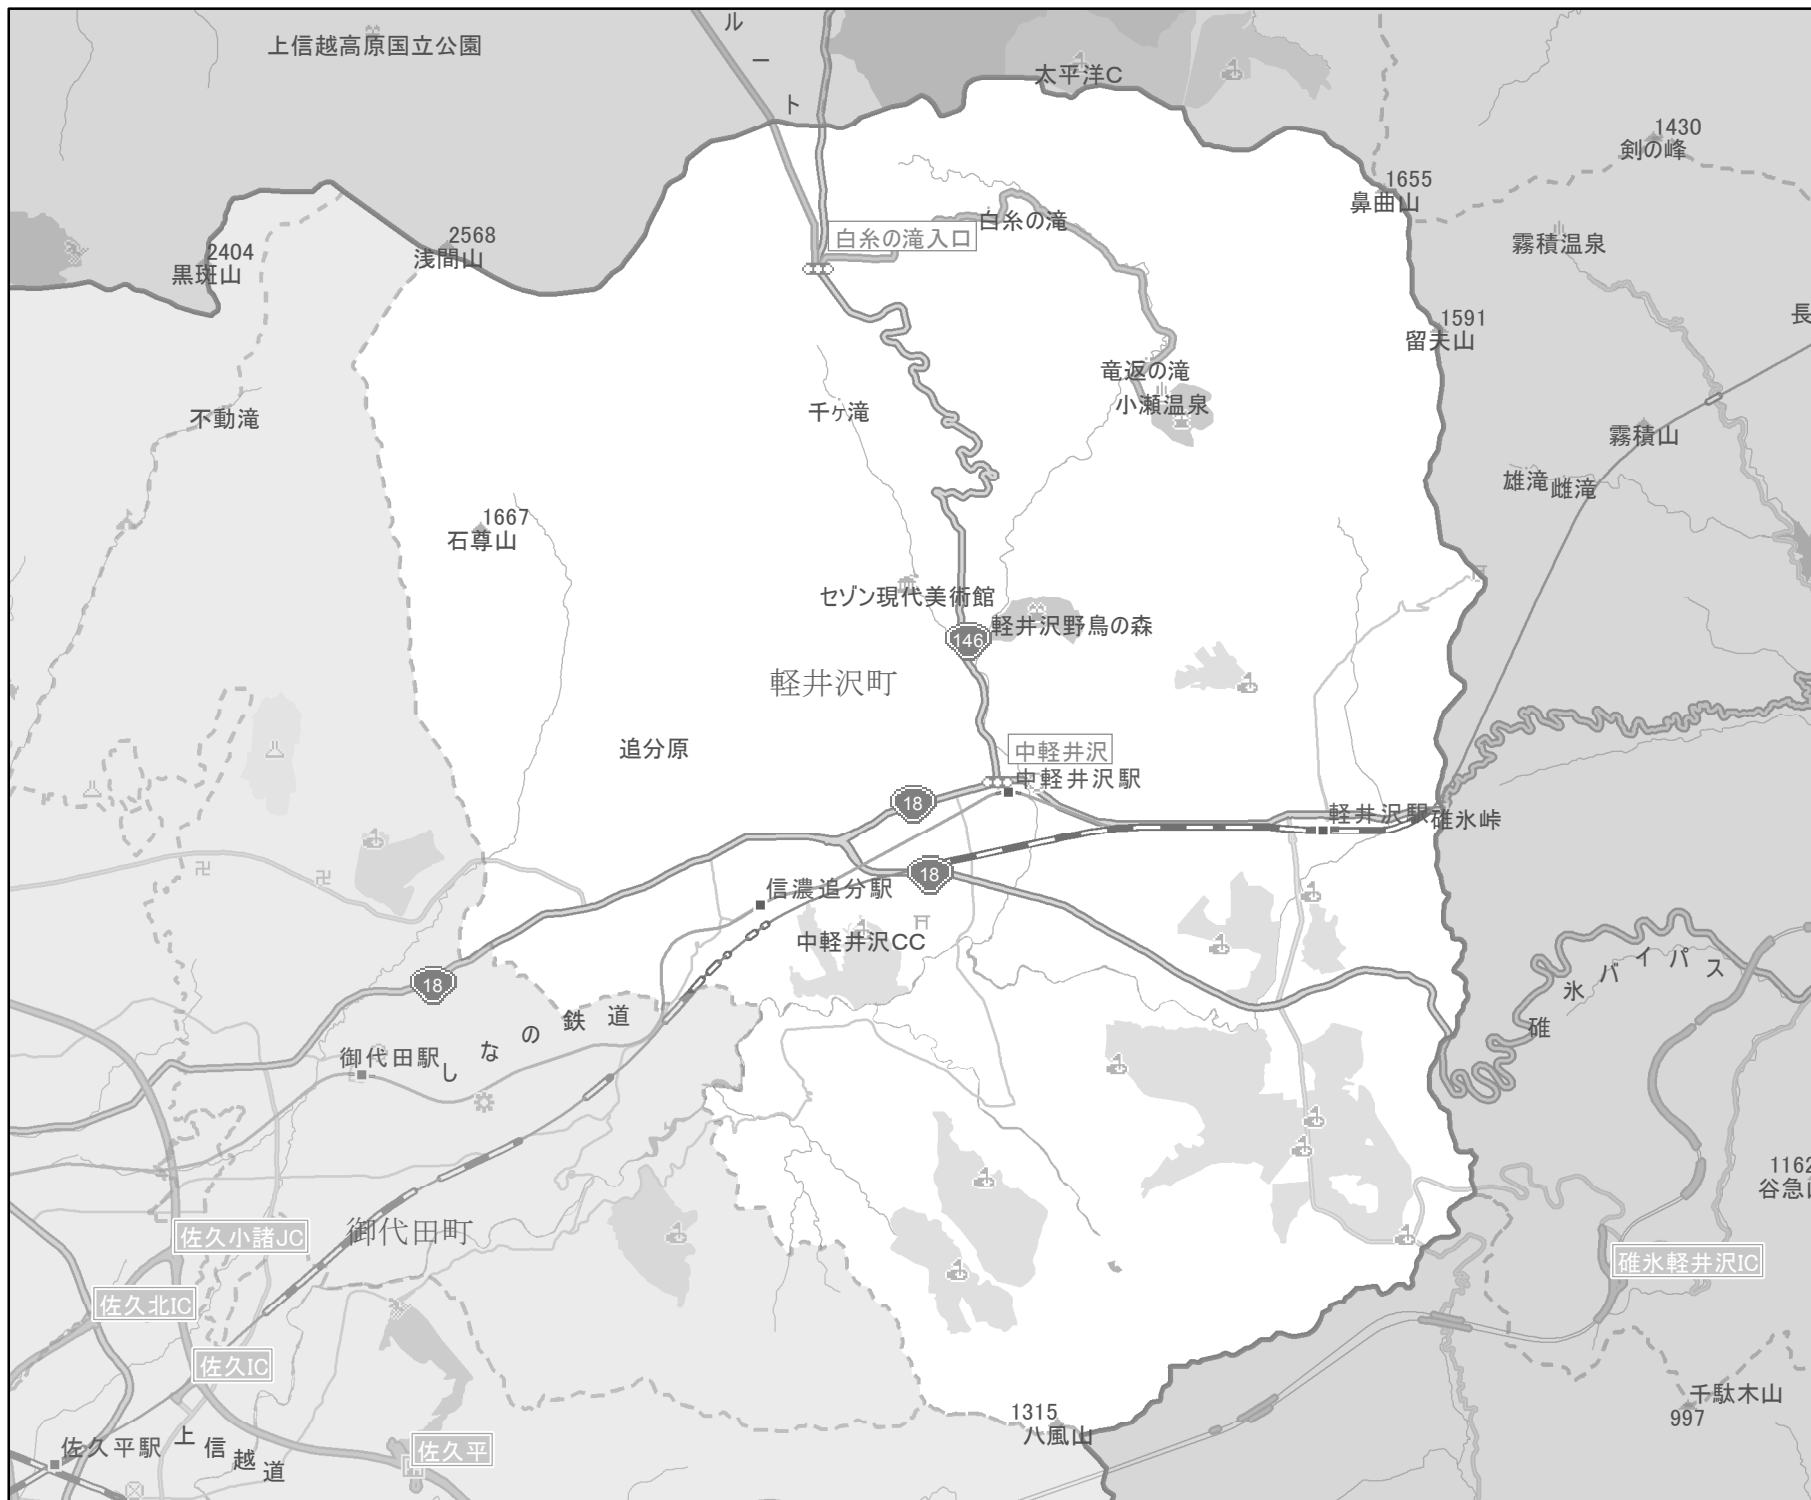 ルート
上信越高原国立公園
太平洋C
1430
剣の峰
1655
鼻曲山
白糸の滝
白糸の滝入口
2568
浅間山
2404
黒斑山
霧積温泉
1591
留夫山
長
竜返の滝
小瀬温泉
千ヶ滝
不動滝
霧積山
雄滝
雌滝
1667
石尊山
セゾン現代美術館
146
軽井沢野鳥の森
軽井沢町
追分原
中軽井沢
中軽井沢駅
18
軽井沢駅
碓氷峠
18
信濃追分駅
中軽井沢CC
18
碓氷バイパス
しなの鉄道
御代田駅
1162
御代田町
佐久小諸JC
碓氷軽井沢IC
佐久北IC
佐久IC
千駄木山
997
1315
八風山
佐久平駅
上信越道
佐久平